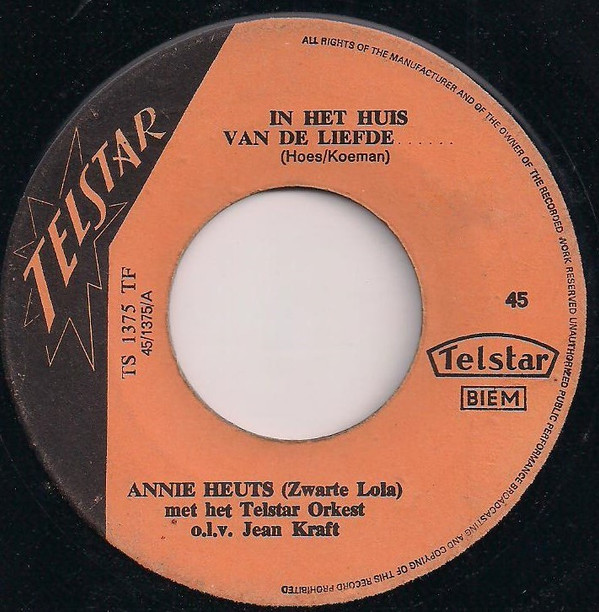 TELSTAR
ALL RIGHTS OF THE MANUFACTURER AND OF THE OWNER OF THE RECORDED WORK RESERVED UNAUTHORIZED PUBLIC PERFORMANCE BROADCASTING AND COPYING OF THIS RECORD PROHIBITED
IN HET HUIS
VAN DE LIEFDE......
(Hoes/Koeman)
TS 1375 TF
45/1375/A
45
Telstar
BIEM
ANNIE HEUTS (Zwarte Lola)
met het Telstar Orkest
o.l.v. Jean Kraft